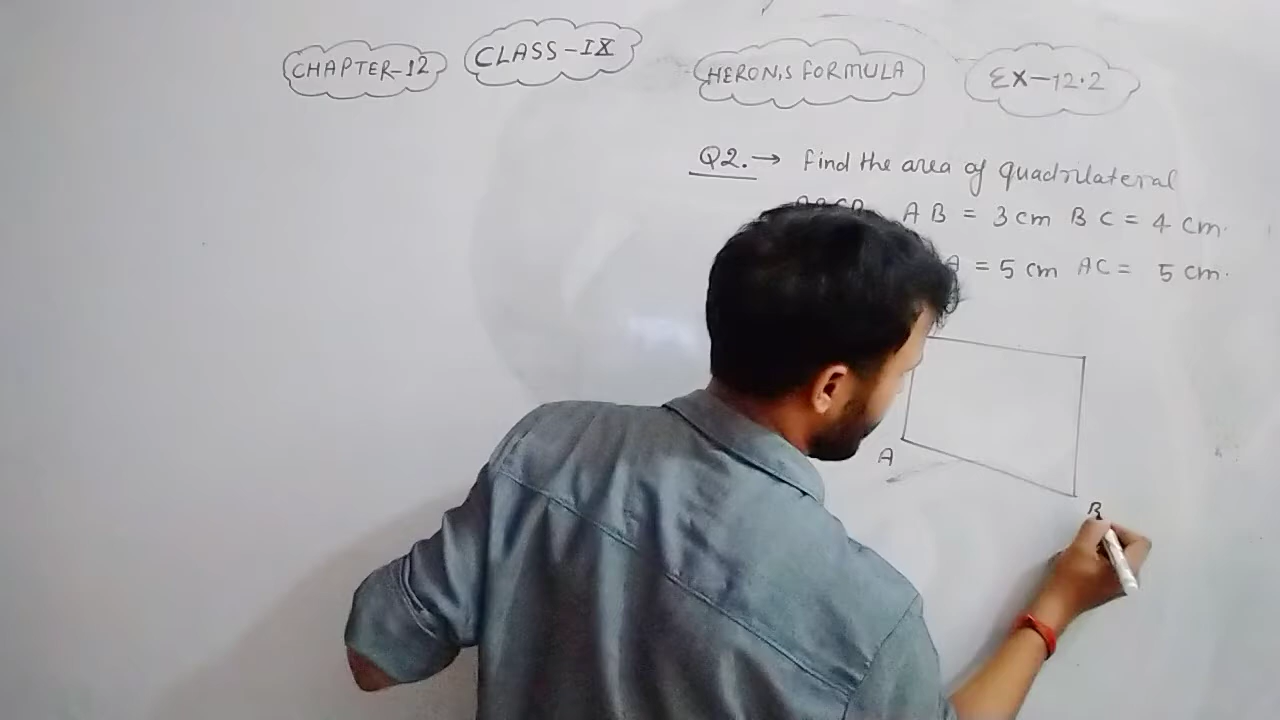 CHAPTER-12
CLASS-IX
HERON,S FORMULA
EX-12.2
Q2.→ find the area of quadrilateral
AB = 3 cm BC = 4 cm.
A = 5 cm AC = 5 cm.
A
B